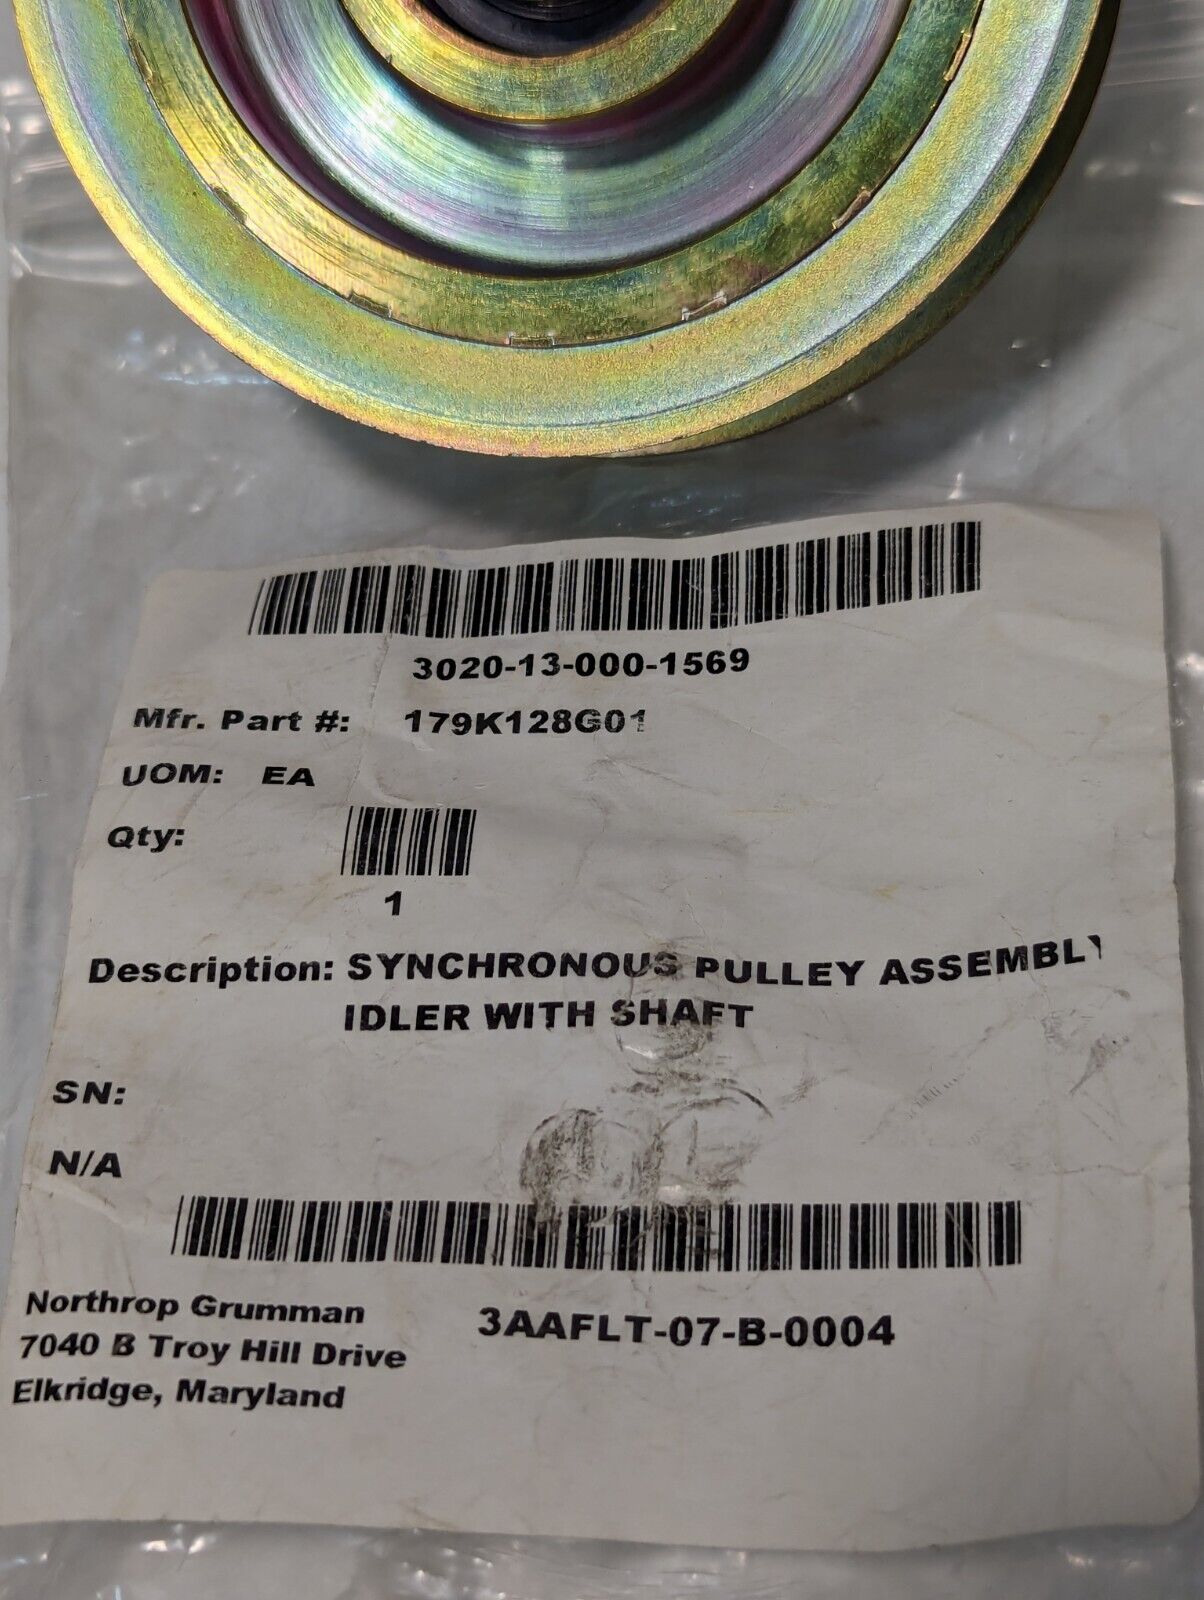 3020-13-000-1569
Mfr. Part #: 179K128G01
UOM: EA
Qty:
1
Description: SYNCHRONOUS PULLEY ASSEMBLY
IDLER WITH SHAFT
SN:
N/A
3AAFLT-07-B-0004
Northrop Grumman
7040 B Troy Hill Drive
Elkridge, Maryland